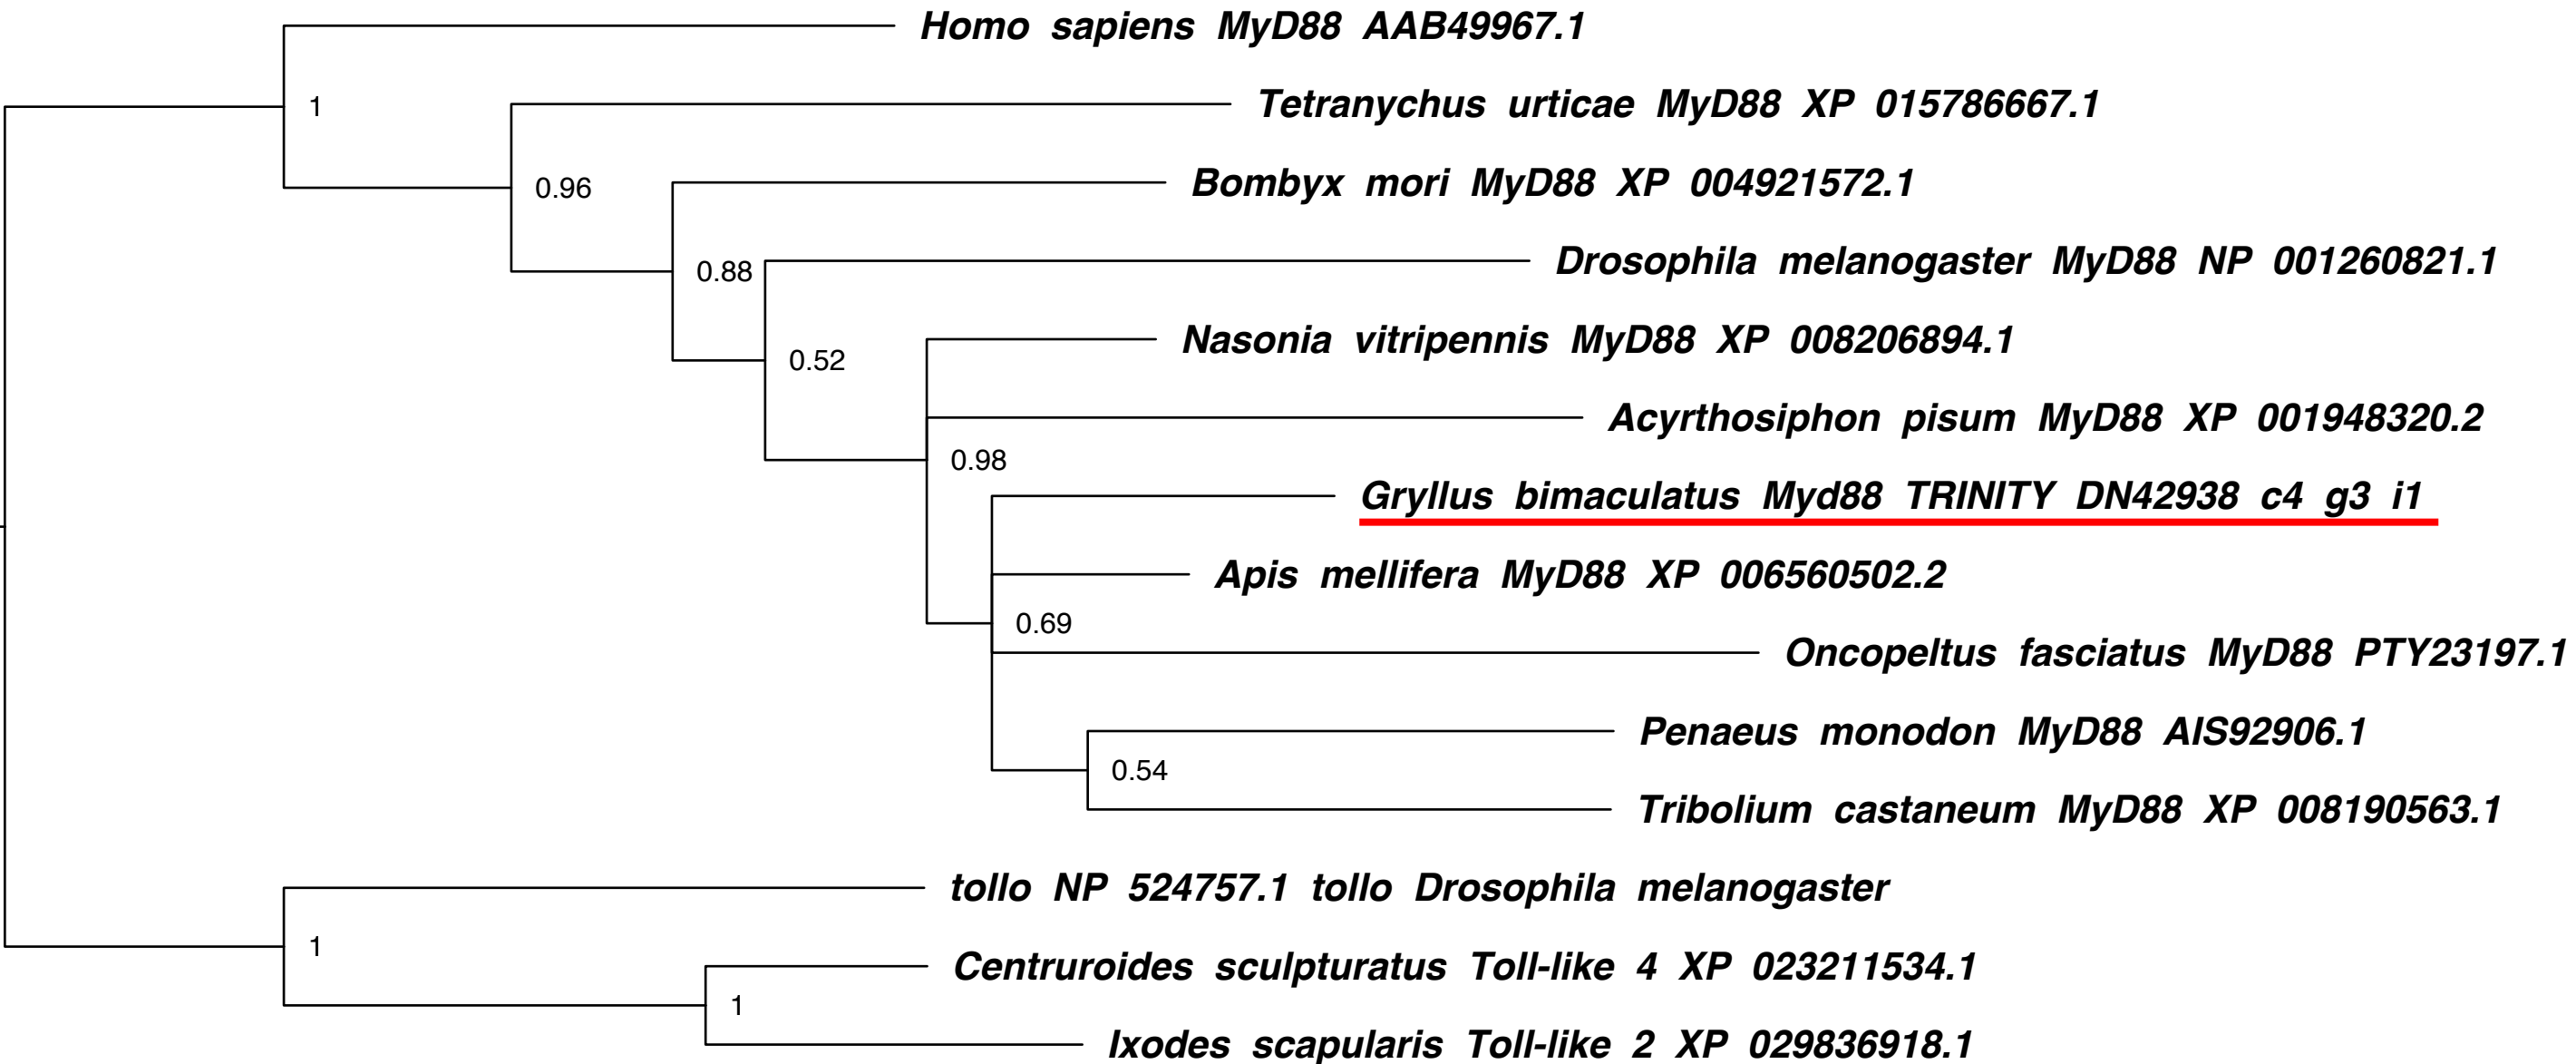 Homo sapiens MyD88 AAB49967.1
Tetranychus urticae MyD88 XP 015786667.1
1
Bombyx mori MyD88 XP 004921572.1
0.96
Drosophila melanogaster MyD88 NP 001260821.1
0.88
Nasonia vitripennis MyD88 XP 008206894.1
0.52
Acyrthosiphon pisum MyD88 XP 001948320.2
0.98
Gryllus bimaculatus Myd88 TRINITY DN42938 c4 g3 i1
Apis mellifera MyD88 XP 006560502.2
0.69
Oncopeltus fasciatus MyD88 PTY23197.1
Penaeus monodon MyD88 AIS92906.1
0.54
Tribolium castaneum MyD88 XP 008190563.1
tollo NP 524757.1 tollo Drosophila melanogaster
1
Centruroides sculpturatus Toll-like 4 XP 023211534.1
1
Ixodes scapularis Toll-like 2 XP 029836918.1